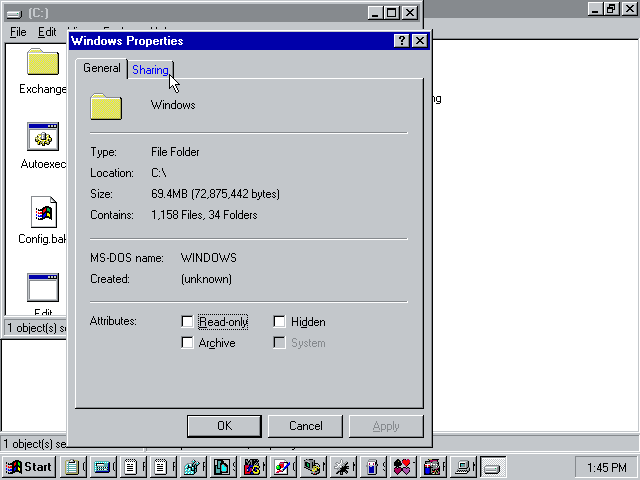 (C:)
File Edit
Windows Properties
General
Sharing
Exchange
Windows
Type: File Folder
Location: C:\
Autoexec
Size: 69.4MB (72,875,442 bytes)
Contains: 1,158 Files, 34 Folders
Config.bak
MS-DOS name: WINDOWS
Created: (unknown)
Edit
Attributes: Read-only Hidden
1 object(s) se
Archive System
OK Cancel Apply
1 object(s) se
Start
1:45 PM